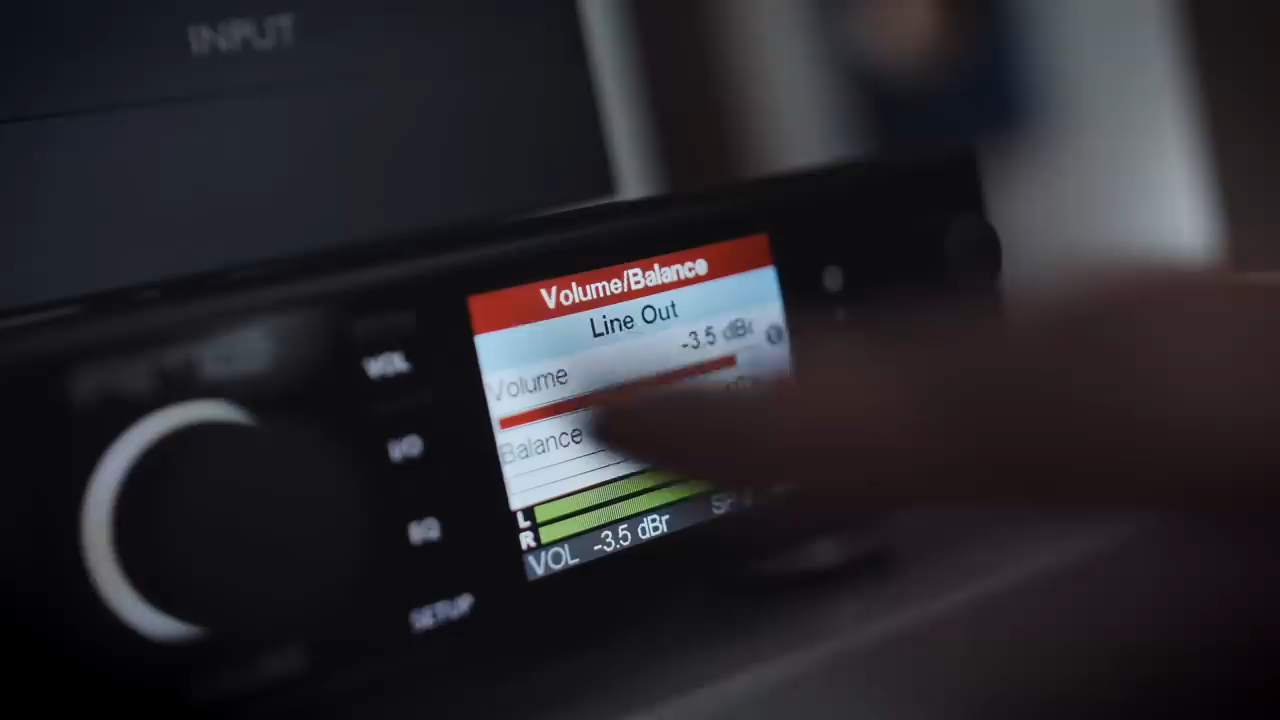 INPUT
VOL
I/O
EQ
SETUP
Volume/Balance
Line Out
-3.5 dBr
Volume
Balance
L
R
VOL -3.5 dBr